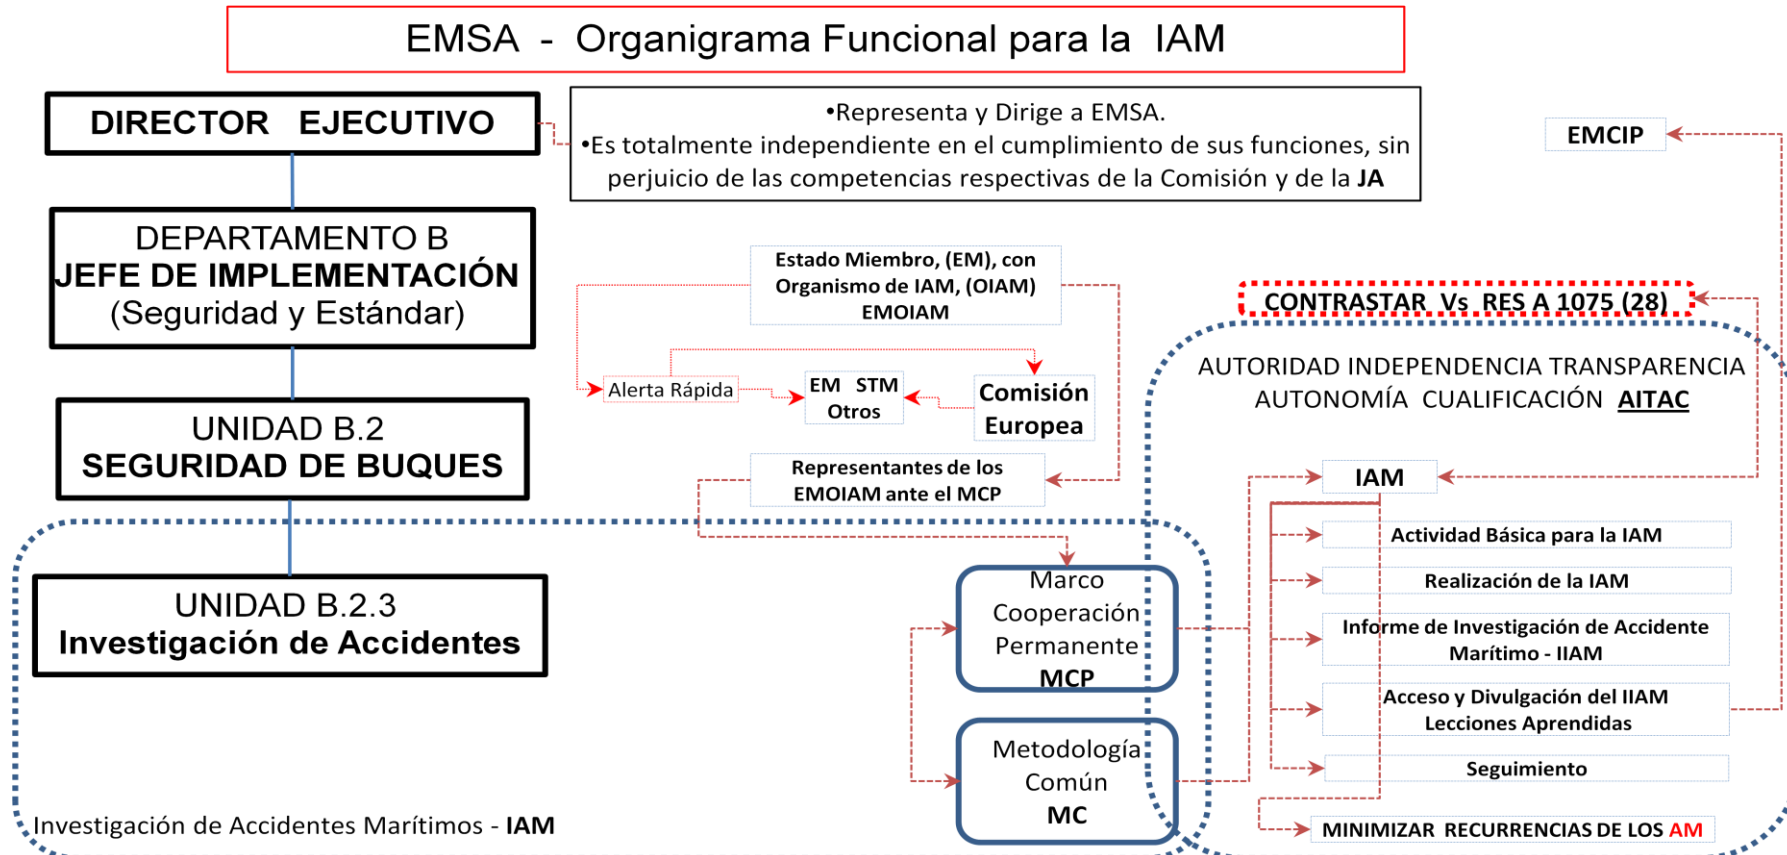 EMSA - Organigrama Funcional para la IAM
DIRECTOR EJECUTIVO
•Representa y Dirige a EMSA.
•Es totalmente independiente en el cumplimiento de sus funciones, sin
perjuicio de las competencias respectivas de la Comisión y de la JA
EMCIP
DEPARTAMENTO B
JEFE DE IMPLEMENTACIÓN
(Seguridad y Estándar)
Estado Miembro, (EM), con
Organismo de IAM, (OIAM)
EMOIAM
CONTRASTAR Vs RES A 1075 (28)
AUTORIDAD INDEPENDENCIA TRANSPARENCIA
AUTONOMÍA CUALIFICACIÓN AITAC
Alerta Rápida
EM STM
Otros
Comisión
Europea
UNIDAD B.2
SEGURIDAD DE BUQUES
Representantes de los
EMOIAM ante el MCP
IAM
Actividad Básica para la IAM
Realización de la IAM
Informe de Investigación de Accidente
Marítimo - IIAM
Acceso y Divulgación del IIAM
Lecciones Aprendidas
Seguimiento
MINIMIZAR RECURRENCIAS DE LOS AM
UNIDAD B.2.3
Investigación de Accidentes
Marco
Cooperación
Permanente
MCP
Metodología
Común
MC
Investigación de Accidentes Marítimos - IAM